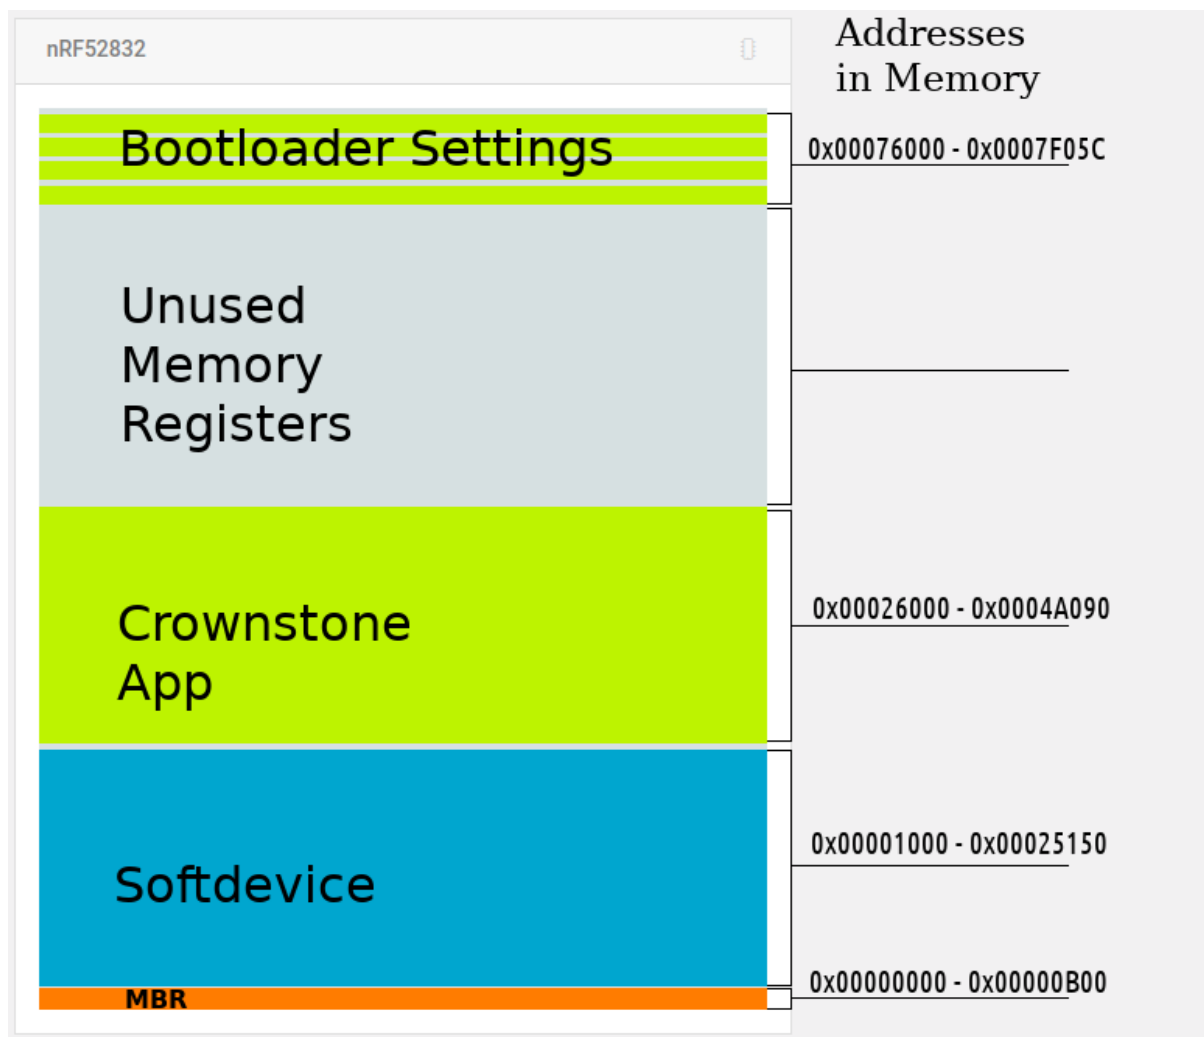 nRF52832
Addresses
in Memory
Bootloader Settings
0x00076000 - 0x0007F05C
Unused
Memory
Registers
Crownstone
App
0x00026000 - 0x0004A090
Softdevice
0x00001000 - 0x00025150
MBR
0x00000000 - 0x00000B00